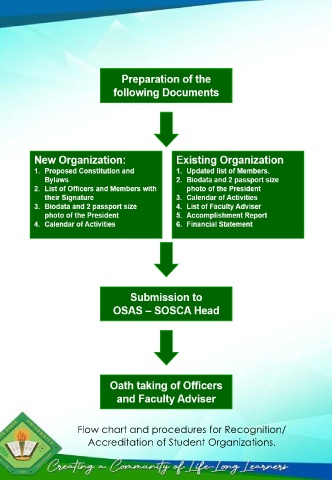 Preparation of the
following Documents
New Organization:
1. Proposed Constitution and
Bylaws
2. List of Officers and Members with
their Signature
3. Biodata and 2 passport size
photo of the President
4. Calendar of Activities
Existing Organization
1. Updated list of Members.
2. Biodata and 2 passport size
photo of the President
3. Calendar of Activities
4. List of Faculty Adviser
5. Accomplishment Report
6. Financial Statement
Submission to
OSAS – SOSCA Head
Oath taking of Officers
and Faculty Adviser
Flow chart and procedures for Recognition/
Accreditation of Student Organizations.
Creating a Community of Life-Long Learners